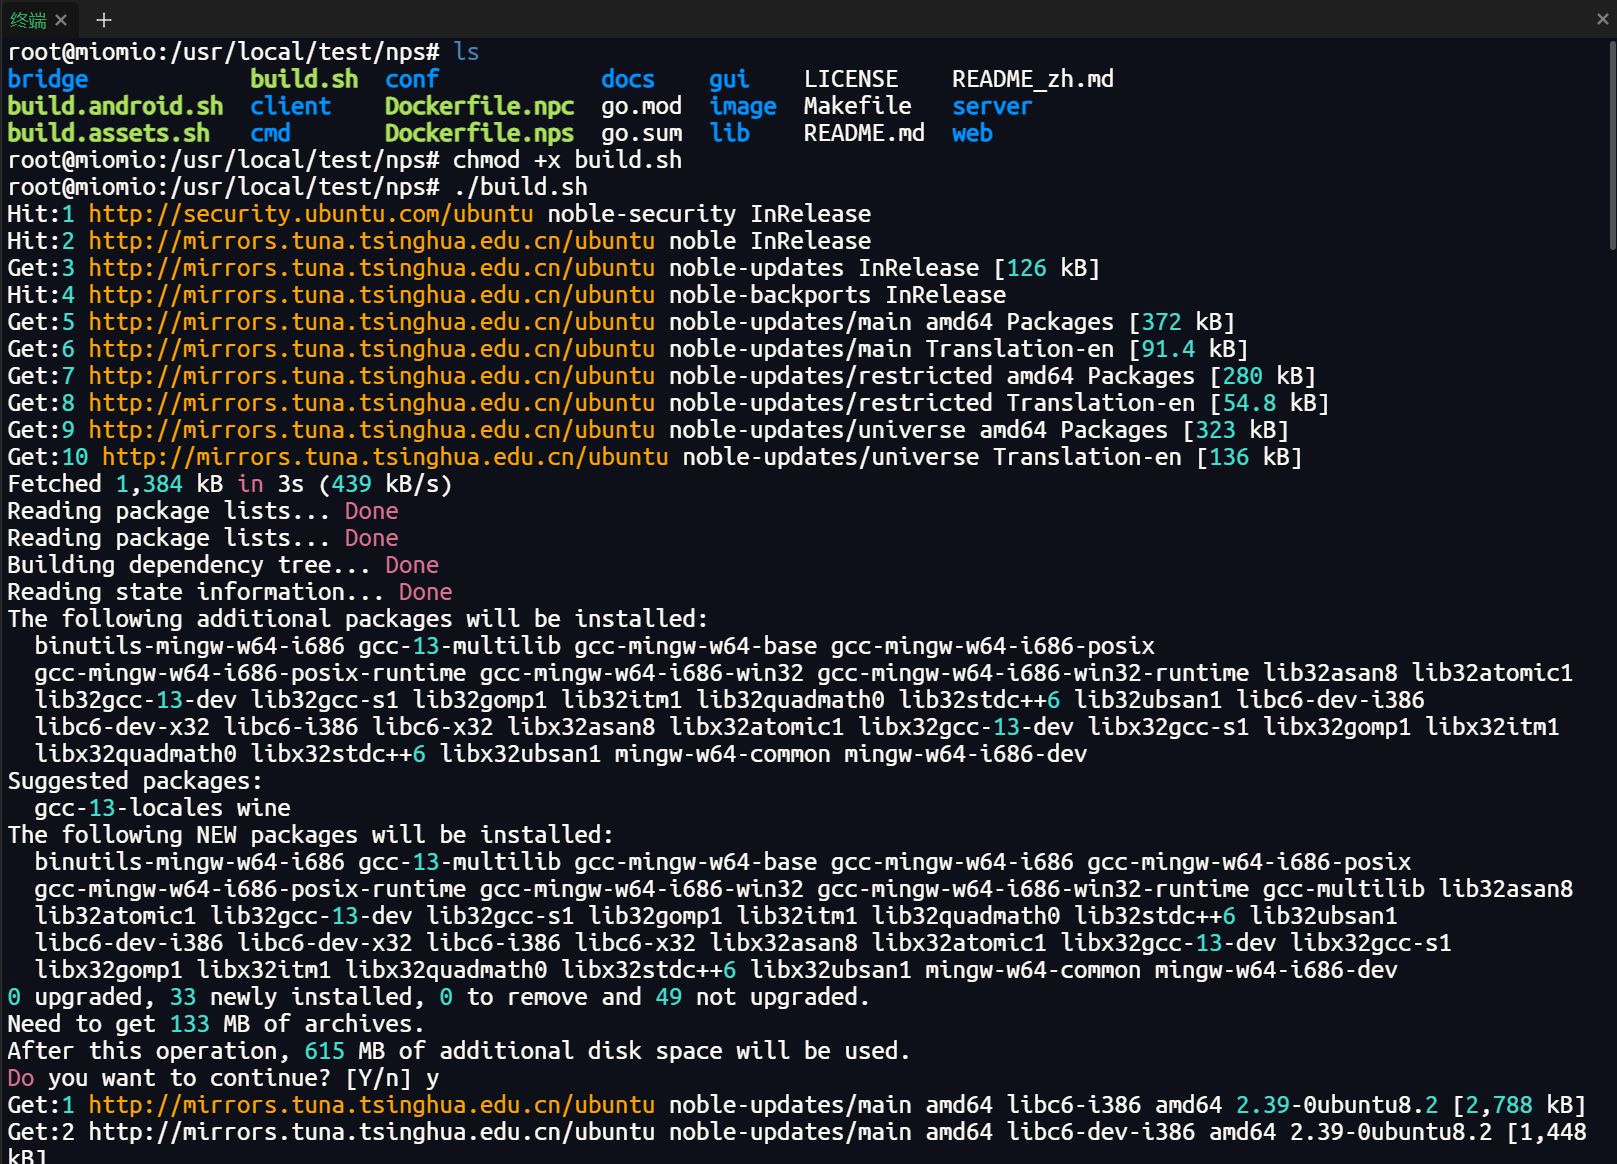 终端 × +
×
root@miomio:/usr/local/test/nps# ls
bridge build.sh conf docs gui LICENSE README_zh.md
build.android.sh client Dockerfile.npc go.mod image Makefile server
build.assets.sh cmd Dockerfile.nps go.sum lib README.md web
root@miomio:/usr/local/test/nps# chmod +x build.sh
root@miomio:/usr/local/test/nps# ./build.sh
Hit:1 http://security.ubuntu.com/ubuntu noble-security InRelease
Hit:2 http://mirrors.tuna.tsinghua.edu.cn/ubuntu noble InRelease
Get:3 http://mirrors.tuna.tsinghua.edu.cn/ubuntu noble-updates InRelease [126 kB]
Hit:4 http://mirrors.tuna.tsinghua.edu.cn/ubuntu noble-backports InRelease
Get:5 http://mirrors.tuna.tsinghua.edu.cn/ubuntu noble-updates/main amd64 Packages [372 kB]
Get:6 http://mirrors.tuna.tsinghua.edu.cn/ubuntu noble-updates/main Translation-en [91.4 kB]
Get:7 http://mirrors.tuna.tsinghua.edu.cn/ubuntu noble-updates/restricted amd64 Packages [280 kB]
Get:8 http://mirrors.tuna.tsinghua.edu.cn/ubuntu noble-updates/restricted Translation-en [54.8 kB]
Get:9 http://mirrors.tuna.tsinghua.edu.cn/ubuntu noble-updates/universe amd64 Packages [323 kB]
Get:10 http://mirrors.tuna.tsinghua.edu.cn/ubuntu noble-updates/universe Translation-en [136 kB]
Fetched 1,384 kB in 3s (439 kB/s)
Reading package lists... Done
Reading package lists... Done
Building dependency tree... Done
Reading state information... Done
The following additional packages will be installed:
binutils-mingw-w64-i686 gcc-13-multilib gcc-mingw-w64-base gcc-mingw-w64-i686-posix
gcc-mingw-w64-i686-posix-runtime gcc-mingw-w64-i686-win32 gcc-mingw-w64-i686-win32-runtime lib32asan8 lib32atomic1
lib32gcc-13-dev lib32gcc-s1 lib32gomp1 lib32itm1 lib32quadmath0 lib32stdc++6 lib32ubsan1 libc6-dev-i386
libc6-dev-x32 libc6-i386 libc6-x32 libx32asan8 libx32atomic1 libx32gcc-13-dev libx32gcc-s1 libx32gomp1 libx32itm1
libx32quadmath0 libx32stdc++6 libx32ubsan1 mingw-w64-common mingw-w64-i686-dev
Suggested packages:
gcc-13-locales wine
The following NEW packages will be installed:
binutils-mingw-w64-i686 gcc-13-multilib gcc-mingw-w64-base gcc-mingw-w64-i686 gcc-mingw-w64-i686-posix
gcc-mingw-w64-i686-posix-runtime gcc-mingw-w64-i686-win32 gcc-mingw-w64-i686-win32-runtime gcc-multilib lib32asan8
lib32atomic1 lib32gcc-13-dev lib32gcc-s1 lib32gomp1 lib32itm1 lib32quadmath0 lib32stdc++6 lib32ubsan1
libc6-dev-i386 libc6-dev-x32 libc6-i386 libc6-x32 libx32asan8 libx32atomic1 libx32gcc-13-dev libx32gcc-s1
libx32gomp1 libx32itm1 libx32quadmath0 libx32stdc++6 libx32ubsan1 mingw-w64-common mingw-w64-i686-dev
0 upgraded, 33 newly installed, 0 to remove and 49 not upgraded.
Need to get 133 MB of archives.
After this operation, 615 MB of additional disk space will be used.
Do you want to continue? [Y/n] y
Get:1 http://mirrors.tuna.tsinghua.edu.cn/ubuntu noble-updates/main amd64 libc6-i386 amd64 2.39-0ubuntu8.2 [2,788 kB]
Get:2 http://mirrors.tuna.tsinghua.edu.cn/ubuntu noble-updates/main amd64 libc6-dev-i386 amd64 2.39-0ubuntu8.2 [1,448
kB]